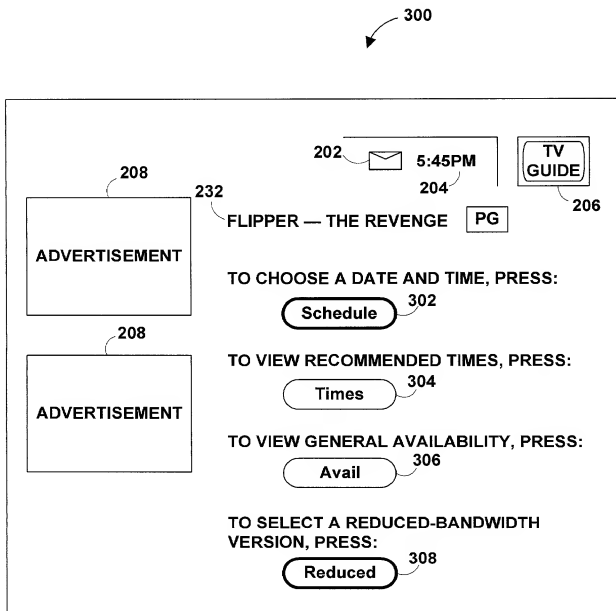 300
202
5:45PM
204
TV
GUIDE
206
208
232
FLIPPER — THE REVENGE PG
ADVERTISEMENT
TO CHOOSE A DATE AND TIME, PRESS:
Schedule
302
208
TO VIEW RECOMMENDED TIMES, PRESS:
Times
304
ADVERTISEMENT
TO VIEW GENERAL AVAILABILITY, PRESS:
Avail
306
TO SELECT A REDUCED-BANDWIDTH
VERSION, PRESS:
Reduced
308